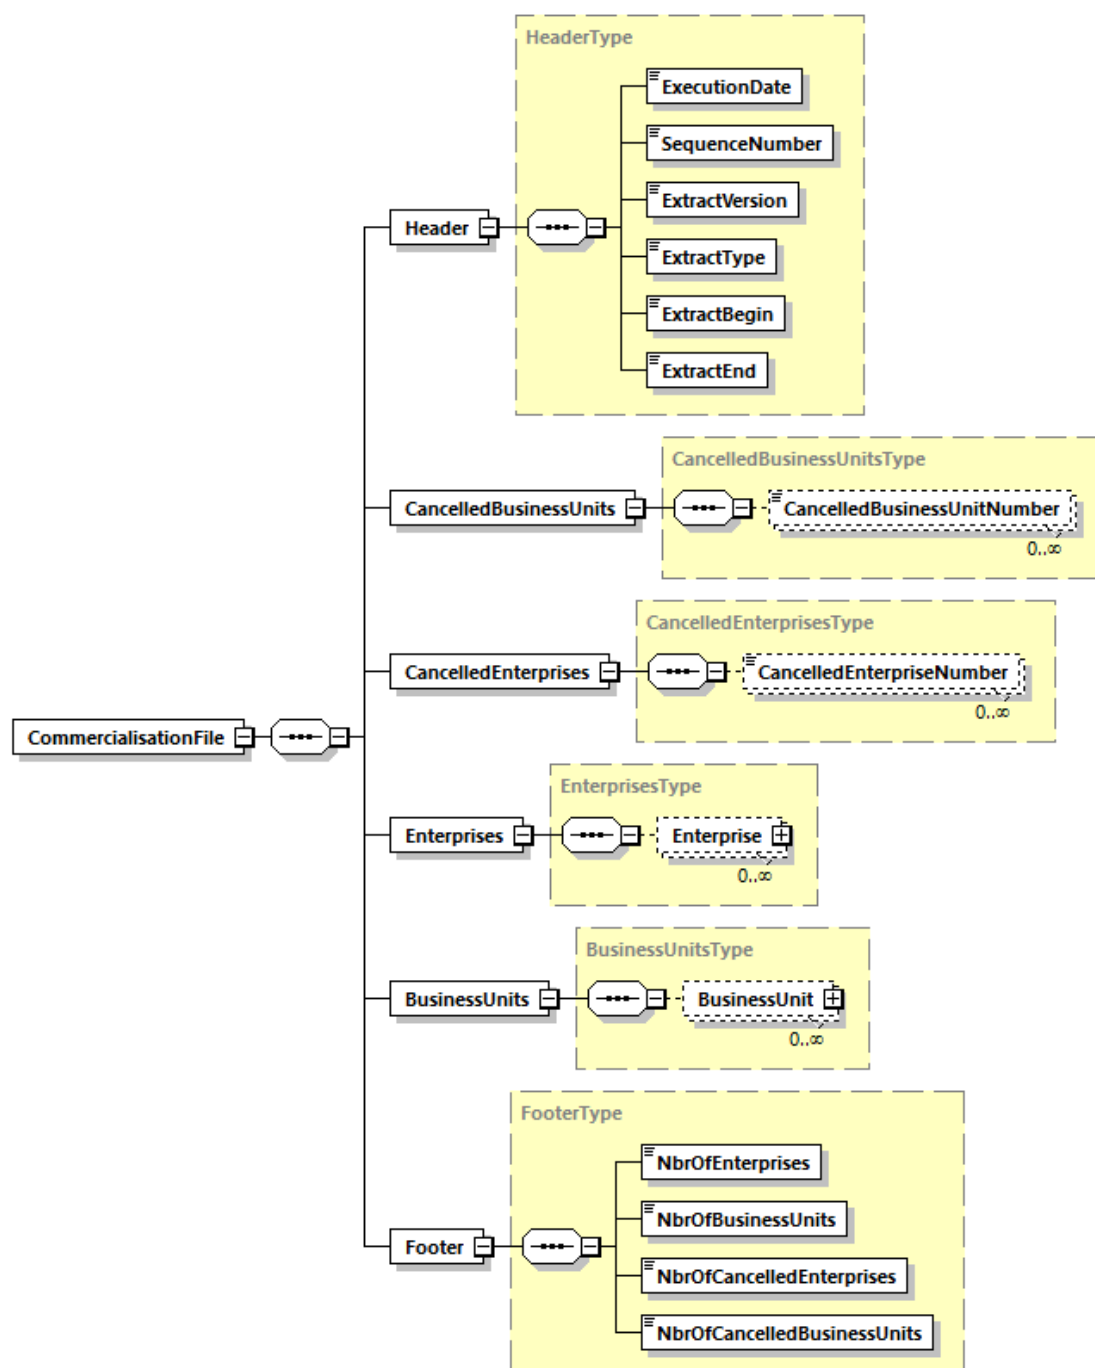 HeaderType
ExecutionDate
SequenceNumber
ExtractVersion
Header
ExtractType
ExtractBegin
ExtractEnd
CancelledBusinessUnitsType
CancelledBusinessUnits
CancelledBusinessUnitNumber
0..∞
CancelledEnterprisesType
CancelledEnterprises
CancelledEnterpriseNumber
0..∞
CommercialisationFile
EnterprisesType
Enterprises
Enterprise
0..∞
BusinessUnitsType
BusinessUnits
BusinessUnit
0..∞
FooterType
NbrOfEnterprises
NbrOfBusinessUnits
Footer
NbrOfCancelledEnterprises
NbrOfCancelledBusinessUnits